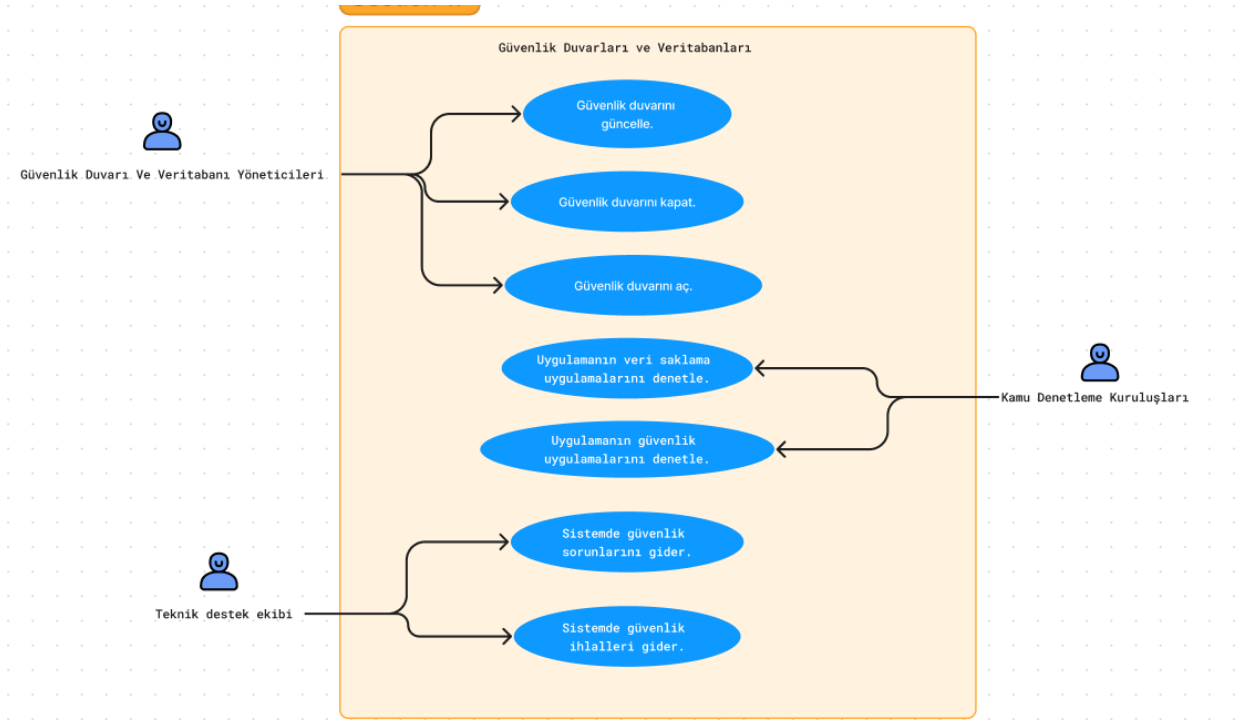 Güvenlik Duvarları ve Veritabanları
Güvenlik duvarını
güncelle.
Güvenlik Duvarı Ve Veritabanı Yöneticileri
Güvenlik duvarını kapat.
Güvenlik duvarını aç.
Uygulamanın veri saklama
uygulamalarını denetle.
Kamu Denetleme Kuruluşları
Uygulamanın güvenlik
uygulamalarını denetle.
Sistemde güvenlik
sorunlarını gider.
Teknik destek ekibi
Sistemde güvenlik
ihlalleri gider.